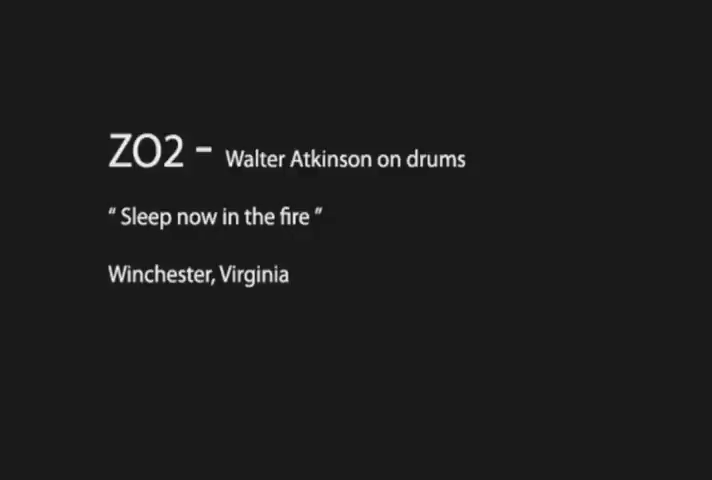 ZO2 - Walter Atkinson on drums
“ Sleep now in the fire ”
Winchester, Virginia